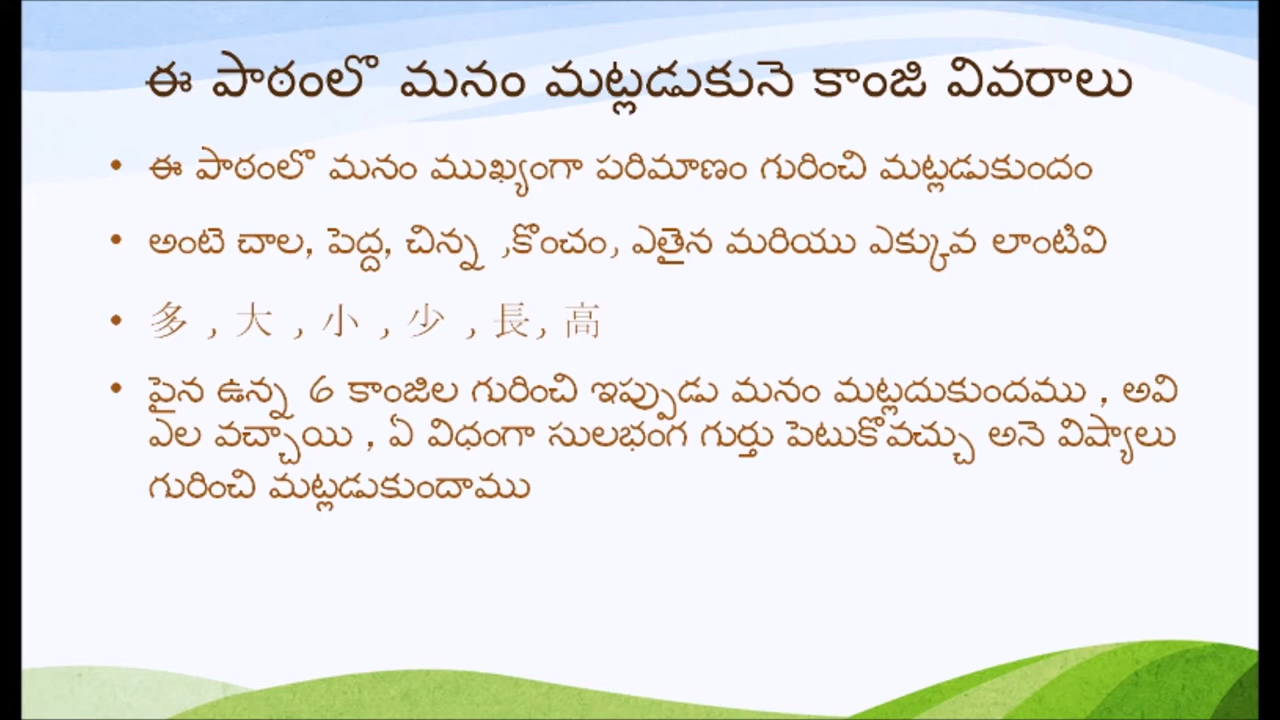 ఈ పాఠంలొ మనం మట్లడుకునె కాంజి వివరాలు
• ఈ పాఠంలొ మనం ముఖ్యంగా పరిమాణం గురించి మట్లడుకుందం
• అంటె చాల, పెద్ద, చిన్న ,కొంచం, ఎతైన మరియు ఎక్కువ లాంటివి
• 多 , 大 , 小 , 少 , 長, 高
• పైన ఉన్న 6 కాంజిల గురించి ఇప్పుడు మనం మట్లదుకుందము , అవి
ఎల వచ్చాయి , ఏ విధంగా సులభంగ గుర్తు పెటుకొవచ్చు అనె విష్యాలు
గురించి మట్లడుకుందాము